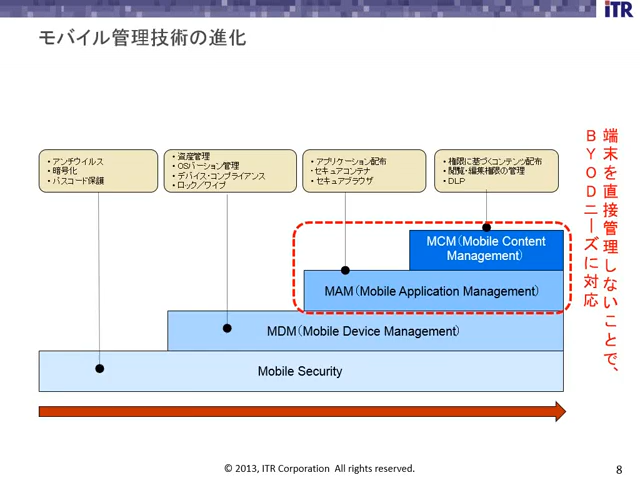 iTR
モバイル管理技術の進化
・アンチウイルス
・暗号化
・パスコード保護
・資産管理
・OSバージョン管理
・デバイス・コンプライアンス
・ロック/ワイプ
・アプリケーション配布
・セキュアコンテナ
・セキュアブラウザ
・権限に基づくコンテンツ配布
・閲覧・編集権限の管理
・DLP
端末を直接管理しないことで、
BYODニーズに対応
MCM(Mobile Content
Management)
MAM(Mobile Application Management)
MDM(Mobile Device Management)
Mobile Security
© 2013, ITR Corporation All rights reserved.
8